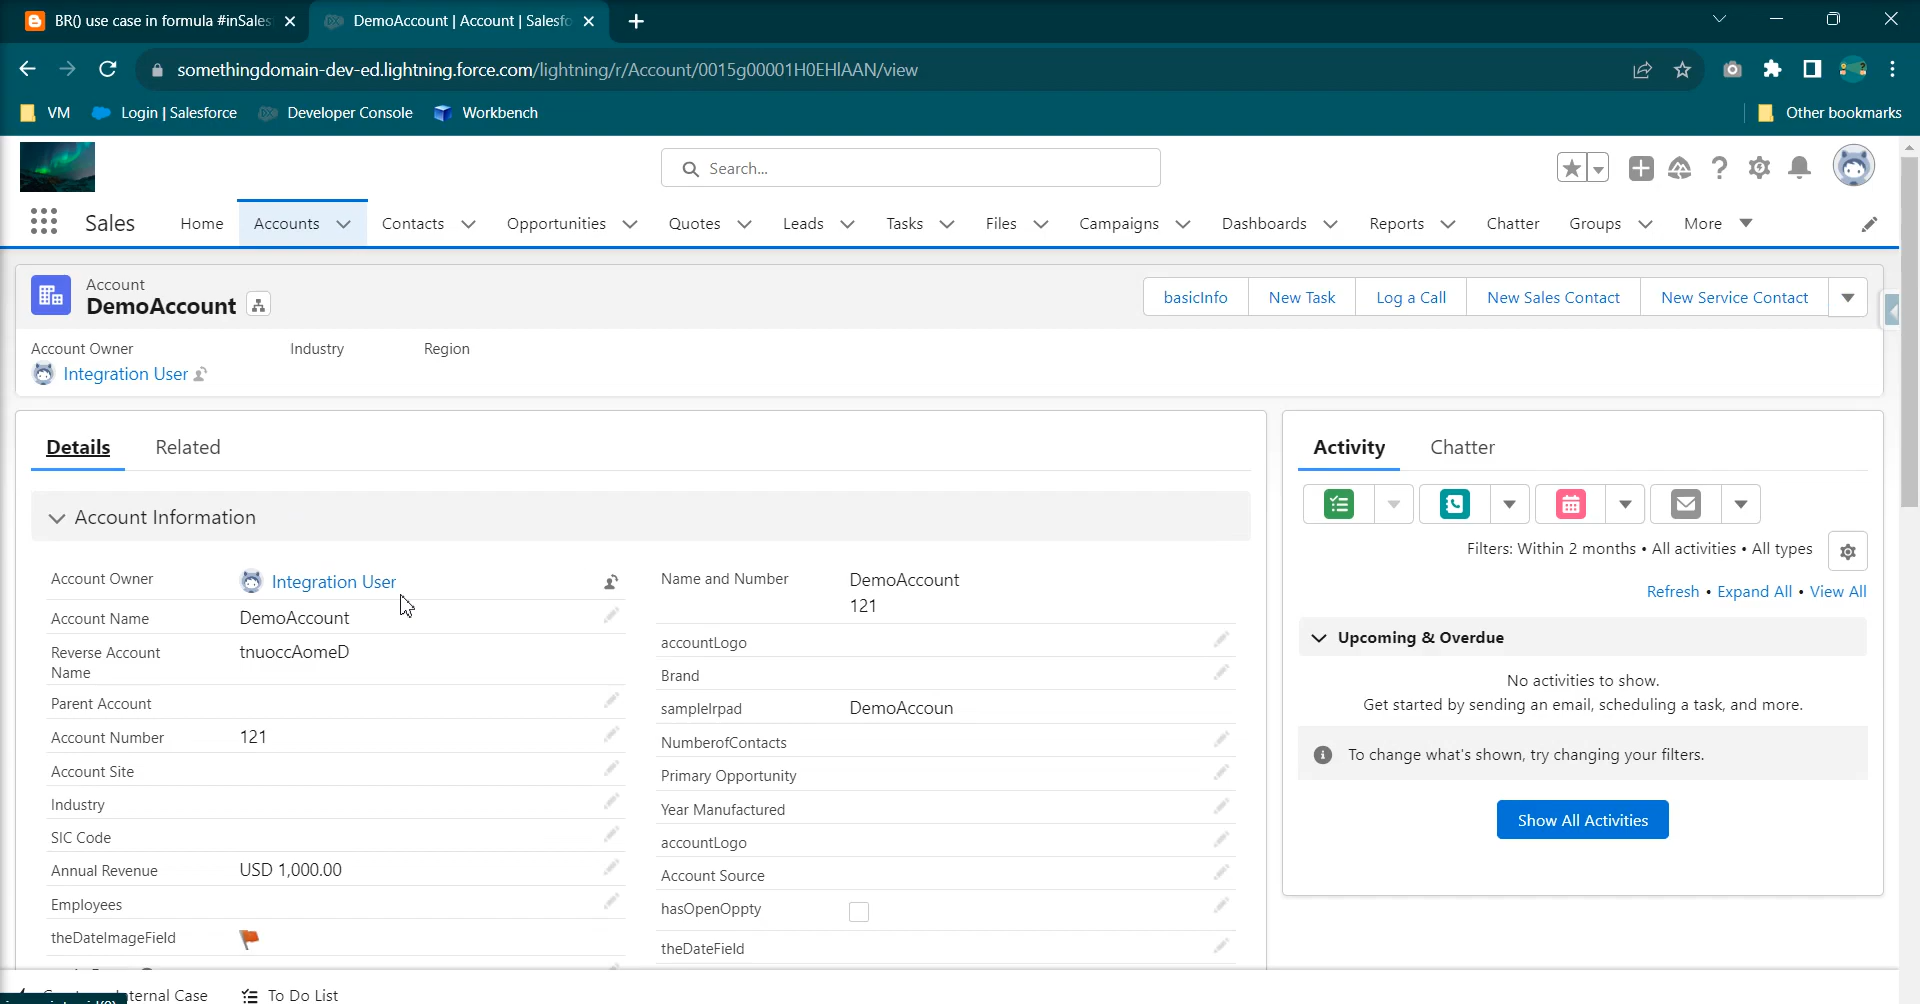 BR() use case in formula #inSales
DemoAccount | Account | Salesfo
somethingdomain-dev-ed.lightning.force.com/lightning/r/Account/0015g00001H0EHlAAN/view
VM
Login | Salesforce
Developer Console
Workbench
Other bookmarks
Search...
Sales
Home
Accounts
Contacts
Opportunities
Quotes
Leads
Tasks
Files
Campaigns
Dashboards
Reports
Chatter
Groups
More
Account
DemoAccount
basicInfo
New Task
Log a Call
New Sales Contact
New Service Contact
Account Owner
Industry
Region
Integration User
Details
Related
Account Information
Account Owner
Integration User
Account Name
DemoAccount
Reverse Account
Name
tnuoccAomeD
Parent Account
Account Number
121
Account Site
Industry
SIC Code
Annual Revenue
USD 1,000.00
Employees
theDateImageField
Name and Number
DemoAccount
121
accountLogo
Brand
samplelrpad
DemoAccoun
NumberofContacts
Primary Opportunity
Year Manufactured
accountLogo
Account Source
hasOpenOppty
theDateField
Activity
Chatter
Filters: Within 2 months • All activities • All types
Refresh • Expand All • View All
Upcoming & Overdue
No activities to show.
Get started by sending an email, scheduling a task, and more.
To change what's shown, try changing your filters.
Show All Activities
Case
To Do List